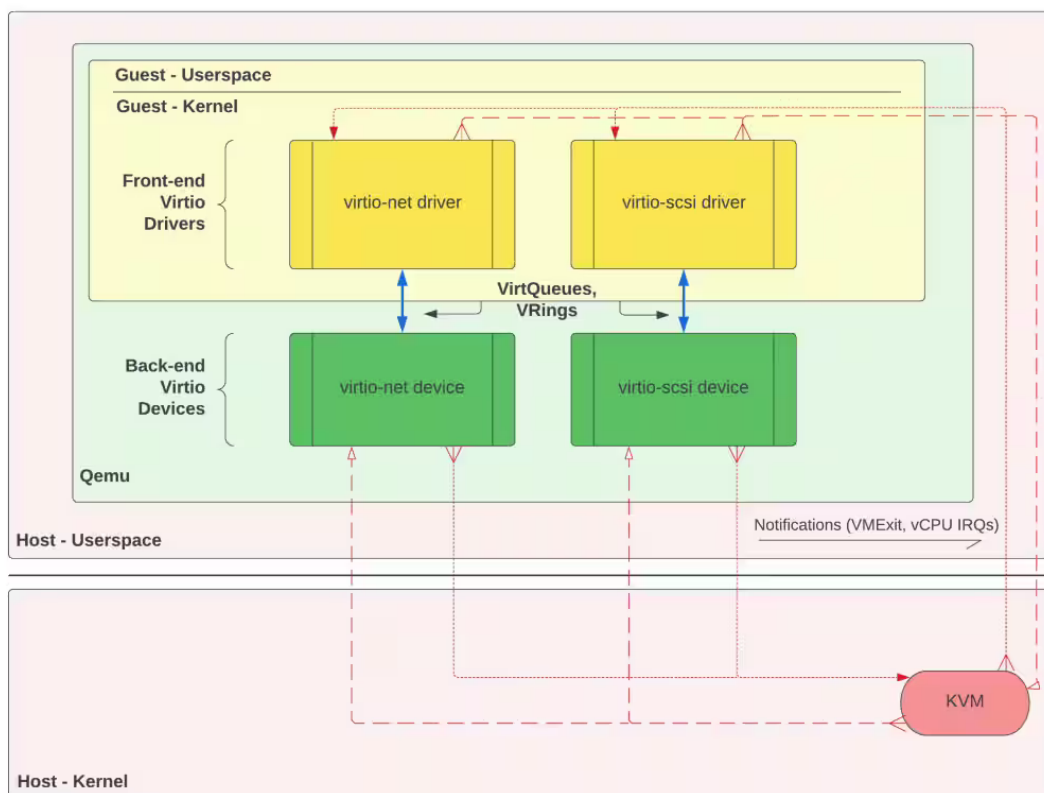 Guest - Userspace
Guest - Kernel
Front-end
Virtio
Drivers
virtio-net driver
virtio-scsi driver
VirtQueues,
VRings
Back-end
Virtio
Devices
virtio-net device
virtio-scsi device
Qemu
Notifications (VMExit, vCPU IRQs)
Host - Userspace
KVM
Host - Kernel